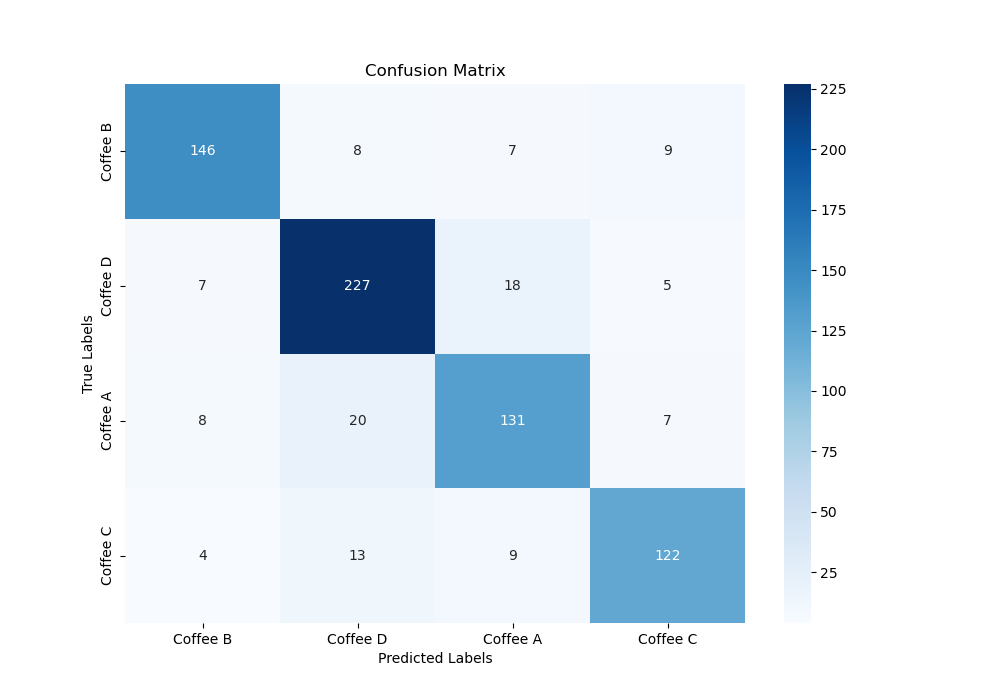 Confusion Matrix
Coffee B 146 8 7 9
Coffee D 7 227 18 5
Coffee A 8 20 131 7
Coffee C 4 13 9 122
Coffee B Coffee D Coffee A Coffee C
Predicted Labels
True Labels
225
200
175
150
125
100
75
50
25